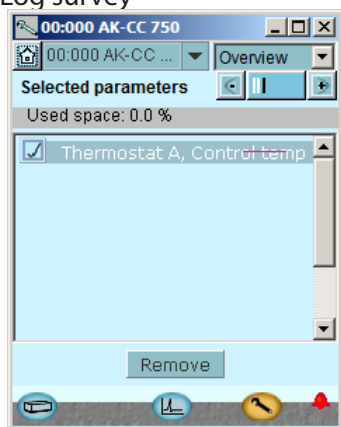 Log survey
00:000 AK-CC 750
00:000 AK-CC ... Overview
Selected parameters
Used space: 0.0 %
Thermostat A, Control temp
Remove